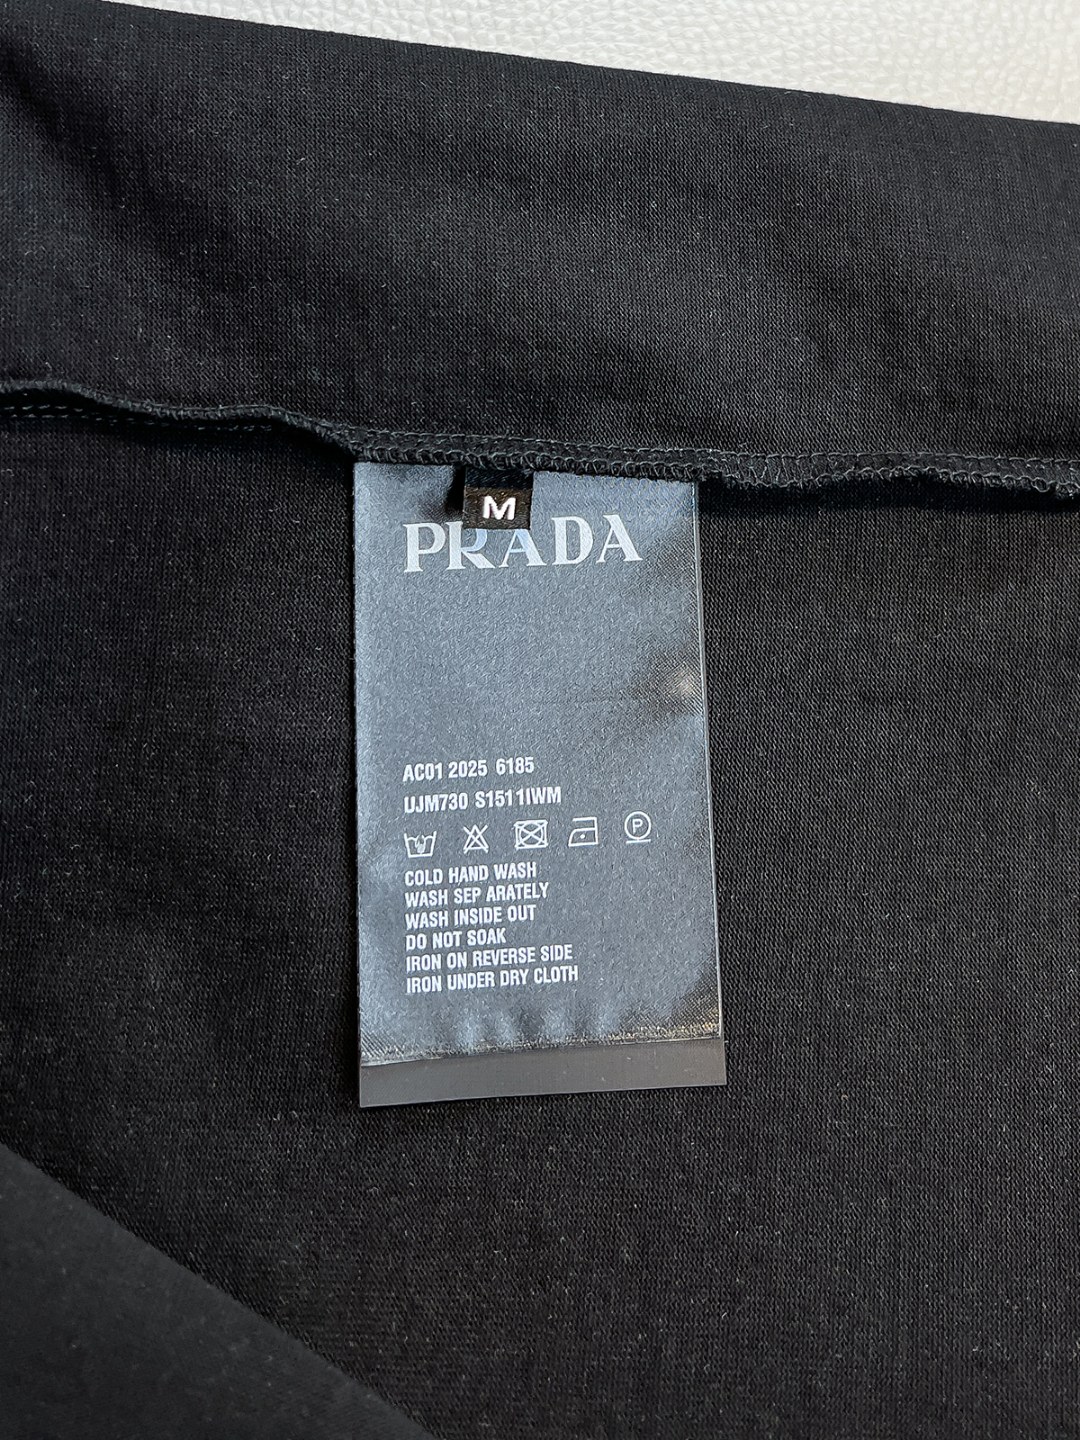 M
PRADA
AC01 2025 6185
UJM730 S1511IWM
P
COLD HAND WASH
WASH SEP ARATELY
WASH INSIDE OUT
DO NOT SOAK
IRON ON REVERSE SIDE
IRON UNDER DRY CLOTH